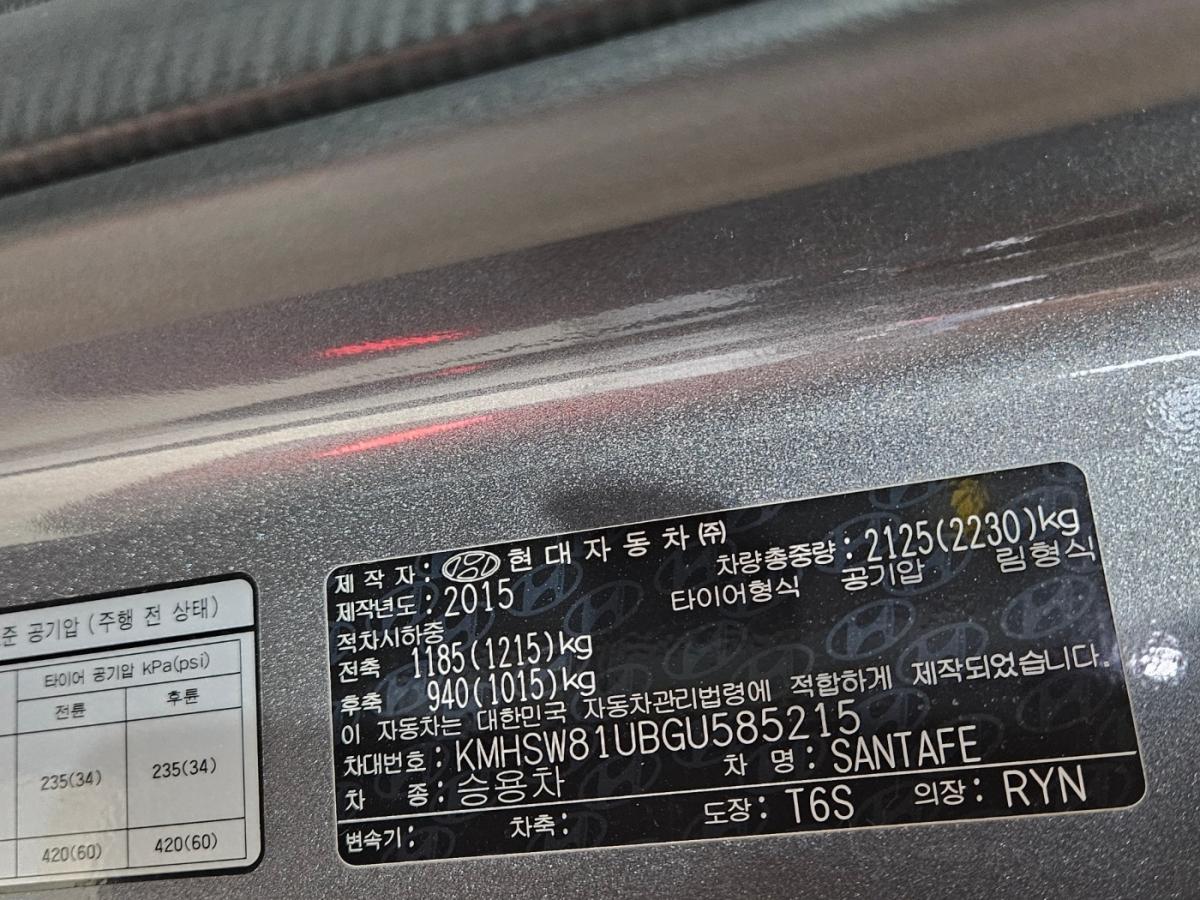 준 공기압 (주행 전 상태)
타이어 공기압 kPa(psi)
전륜 후륜
235(34) 235(34)
420(60) 420(60)
제 작 자 : 현 대 자 동 차 ㈜
차량총중량 : 2125(2230)kg
제작년도 : 2015
타이어형식 공기압 림형식
적차시하중
전축 1185(1215)kg
후축 940(1015)kg
이 자동차는 대한민국 자동차관리법령에 적합하게 제작되었습니다.
차대번호 : KMHSW81UBGU585215
차 종 : 승용차 차 명 : SANTAFE
변속기 : 차축 : 도장 : T6S 의장 : RYN